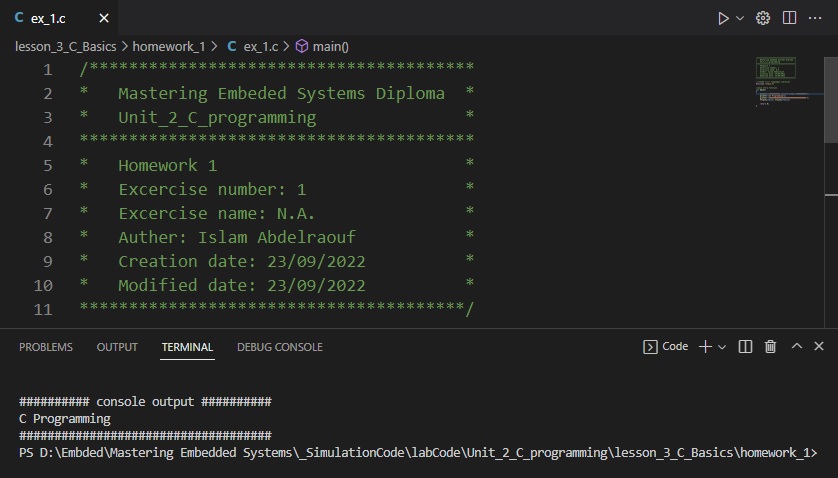 C ex_1.c ×
lesson_3_C_Basics > homework_1 > C ex_1.c > main()
1 /***************************************
2 *   Mastering Embeded Systems Diploma  *
3 *   Unit_2_C_programming               *
4 ****************************************
5 *   Homework 1                         *
6 *   Excercise number: 1                *
7 *   Excercise name: N.A.               *
8 *   Auther: Islam Abdelraouf           *
9 *   Creation date: 23/09/2022          *
10 *   Modified date: 23/09/2022          *
11 ***************************************/
PROBLEMS OUTPUT TERMINAL DEBUG CONSOLE Code
########## console output ##########
C Programming
####################################
PS D:\Embded\Mastering Embedded Systems\_SimulationCode\labCode\Unit_2_C_programming\lesson_3_C_Basics\homework_1>